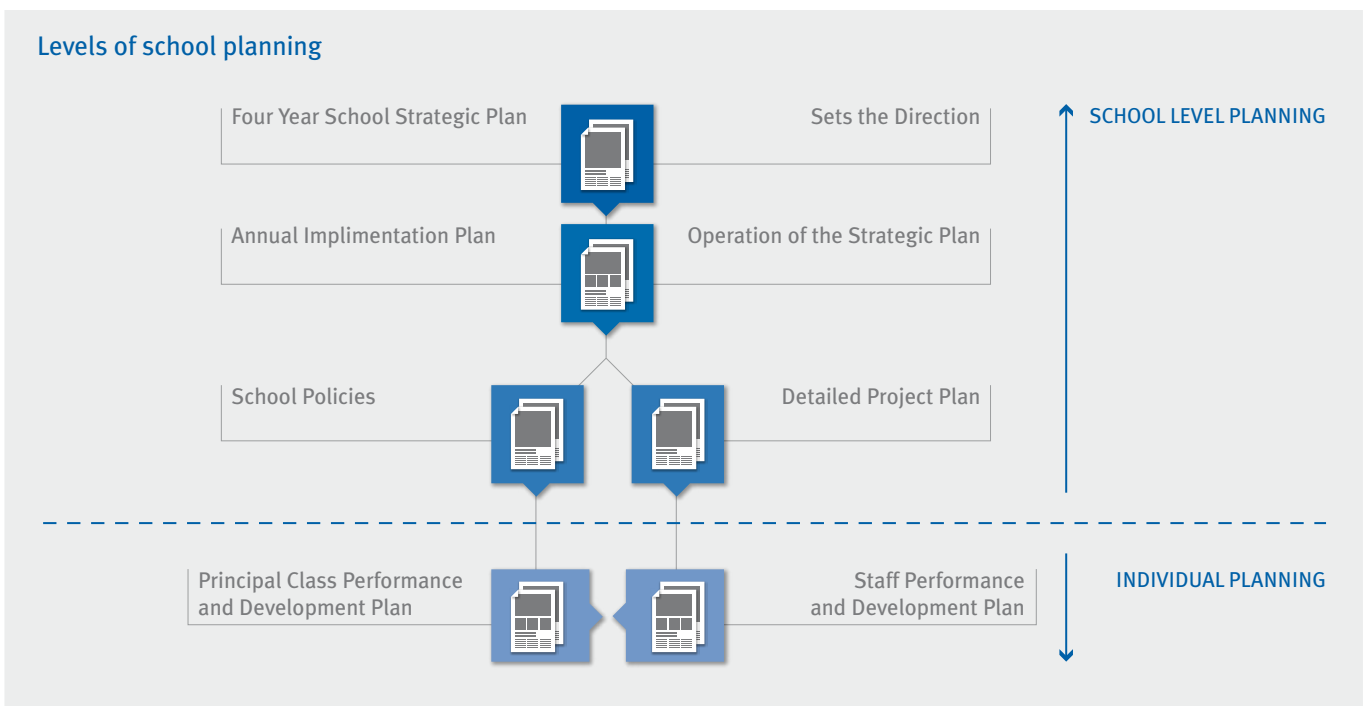 Levels of school planning
Four Year School Strategic Plan
Sets the Direction
SCHOOL LEVEL PLANNING
Annual Implimentation Plan
Operation of the Strategic Plan
School Policies
Detailed Project Plan
Principal Class Performance
and Development Plan
Staff Performance
and Development Plan
INDIVIDUAL PLANNING